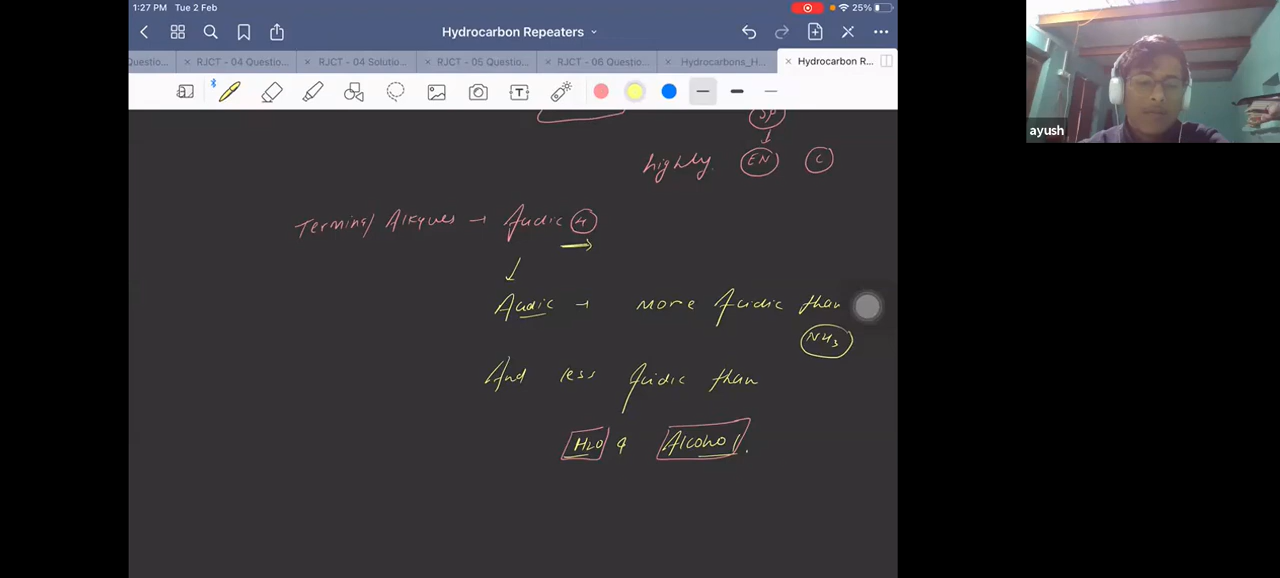 1:27 PM Tue 2 Feb
25%
Hydrocarbon Repeaters
Questio...
RJCT - 04 Questio...
RJCT - 04 Solutio...
RJCT - 05 Questio...
RJCT - 06 Questio...
Hydrocarbons_H...
Hydrocarbon R...
T
ayush
SP
highly. EN C
Terminal Alkynes → Acidic H
Acidic → more Acidic than
NH3
And less Acidic than
H2O & Alcohol.